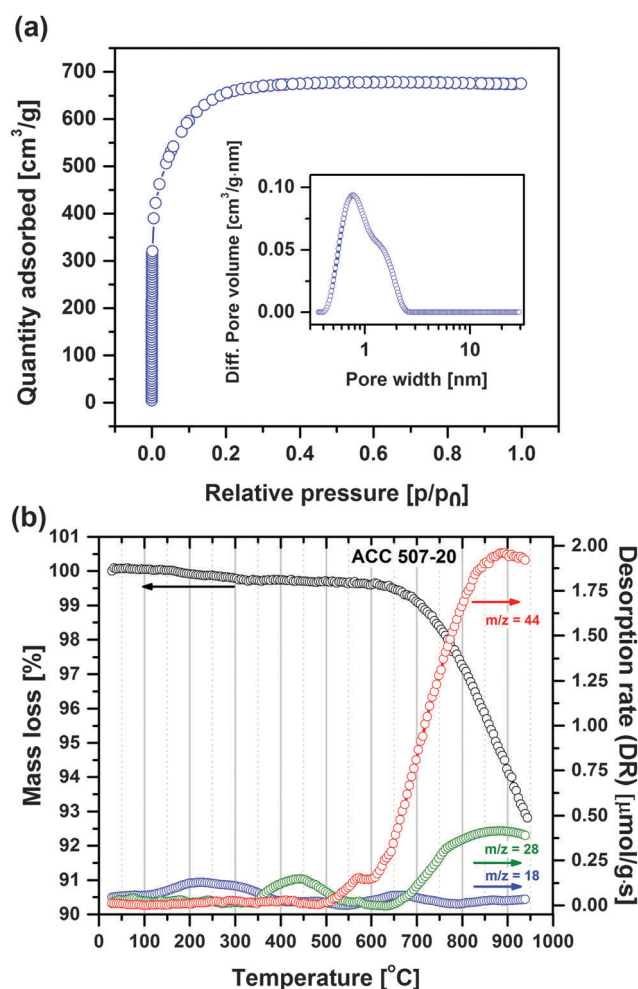 (a)
Quantity adsorbed [cm³/g]
700
600
500
400
300
200
100
0
0.0 0.2 0.4 0.6 0.8 1.0
Relative pressure [p/p0]
Diff. Pore volume [cm³/g·nm]
0.10
0.05
0.00
1 10
Pore width [nm]
(b)
Mass loss [%]
101
100
99
98
97
96
95
94
93
92
91
90
ACC 507-20
m/z = 44
m/z = 28
m/z = 18
2.00
1.75
1.50
1.25
1.00
0.75
0.50
0.25
0.00
Desorption rate (DR) [μmol/g·s]
0 100 200 300 400 500 600 700 800 900 1000
Temperature [°C]